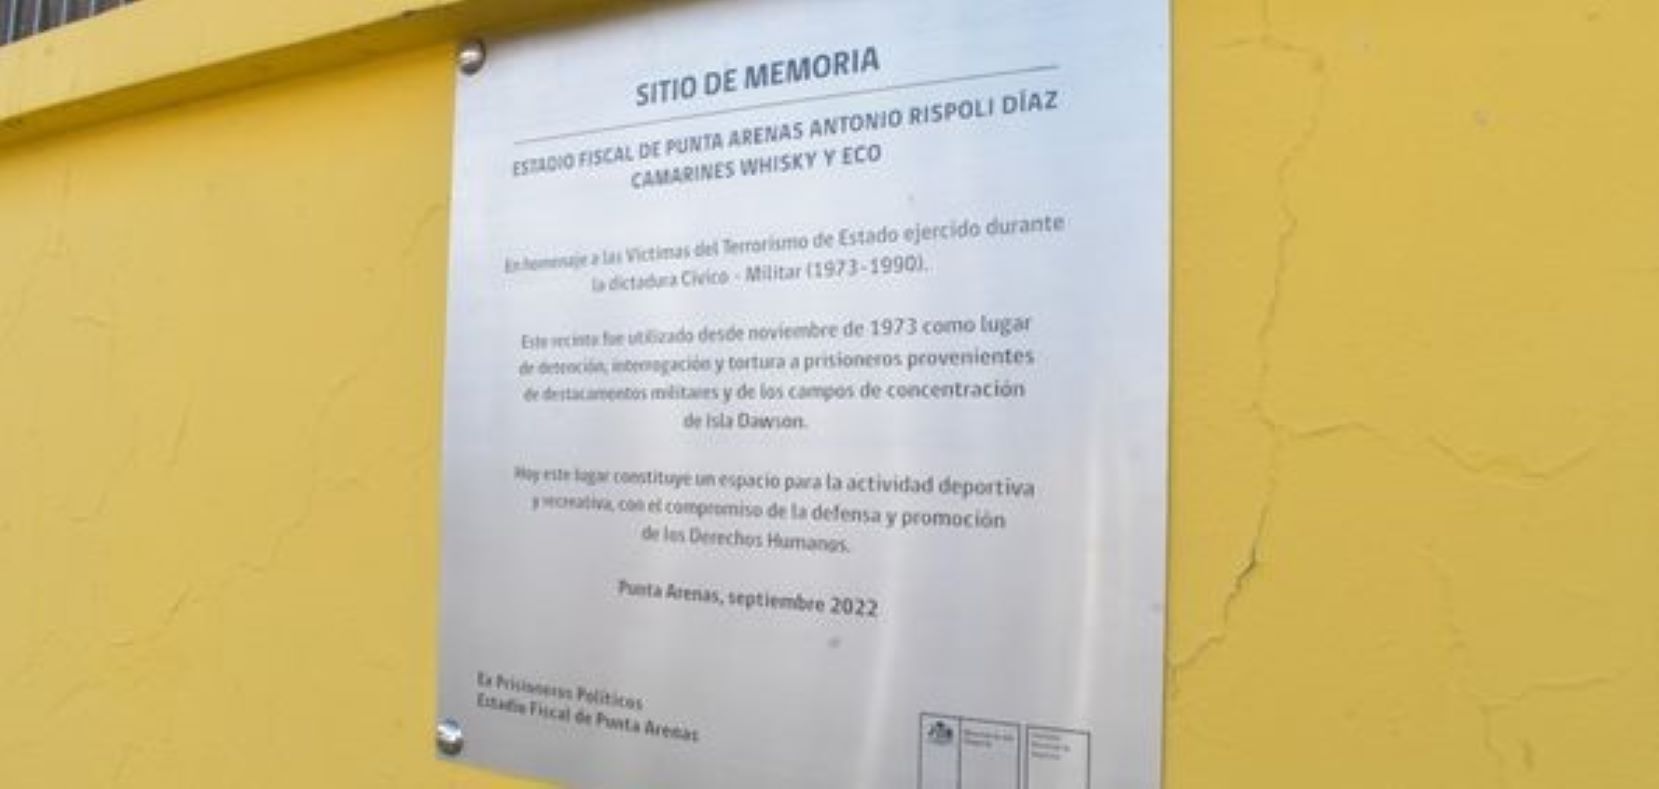 SITIO DE MEMORIA
ESTADIO FISCAL DE PUNTA ARENAS ANTONIO RISPOLI DÍAZ
CAMARINES WHISKY Y ECO
En homenaje a las Víctimas del Terrorismo de Estado ejercido durante
la dictadura Cívico - Militar (1973-1990).
Este recinto fue utilizado desde noviembre de 1973 como lugar
de detención, interrogación y tortura a prisioneros provenientes
de destacamentos militares y de los campos de concentración
de Isla Dawson.
Hoy este lugar constituye un espacio para la actividad deportiva
y recreativa, con el compromiso de la defensa y promoción
de los Derechos Humanos.
Punta Arenas, septiembre 2022
Ex Prisioneros Políticos
Estadio Fiscal de Punta Arenas